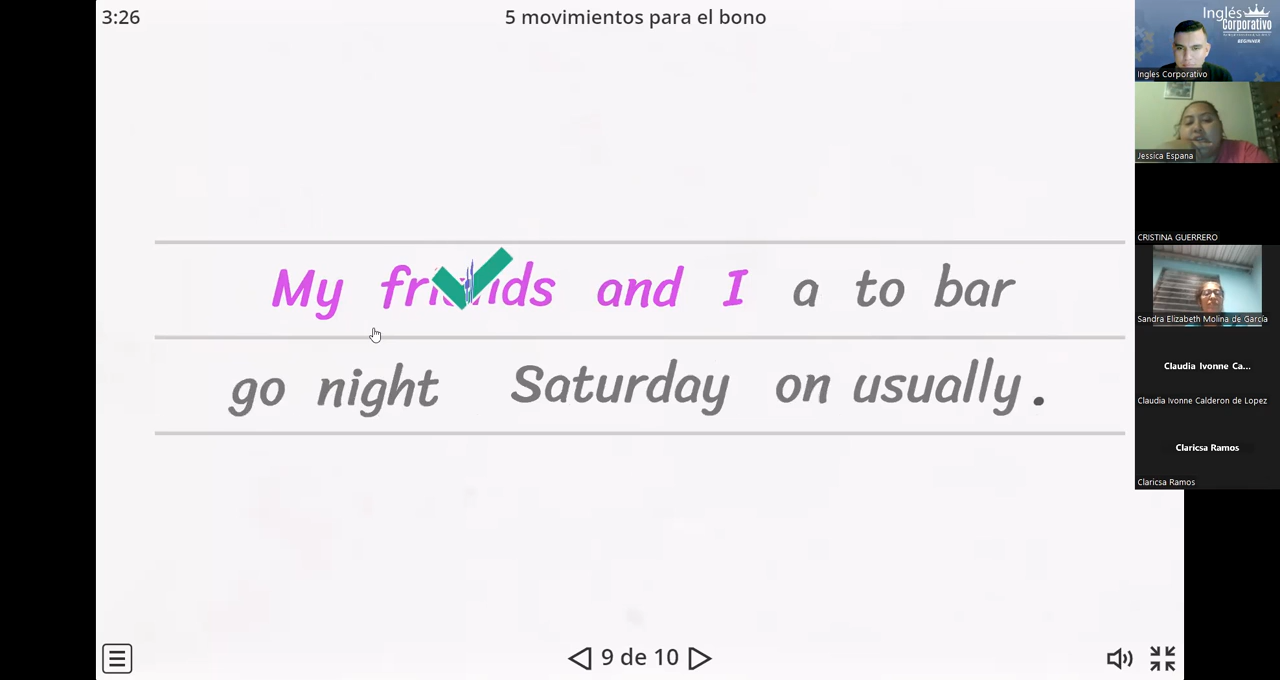 3:26
5 movimientos para el bono
My friends and I a to bar
go night Saturday on usually.
9 de 10
Inglés
Corporativo
BEGINNER
Ingles Corporativo
Jessica Espana
CRISTINA GUERRERO
Sandra Elizabeth Molina de García
Claudia Ivonne Ca...
Claudia Ivonne Calderon de Lopez
Claricsa Ramos
Claricsa Ramos